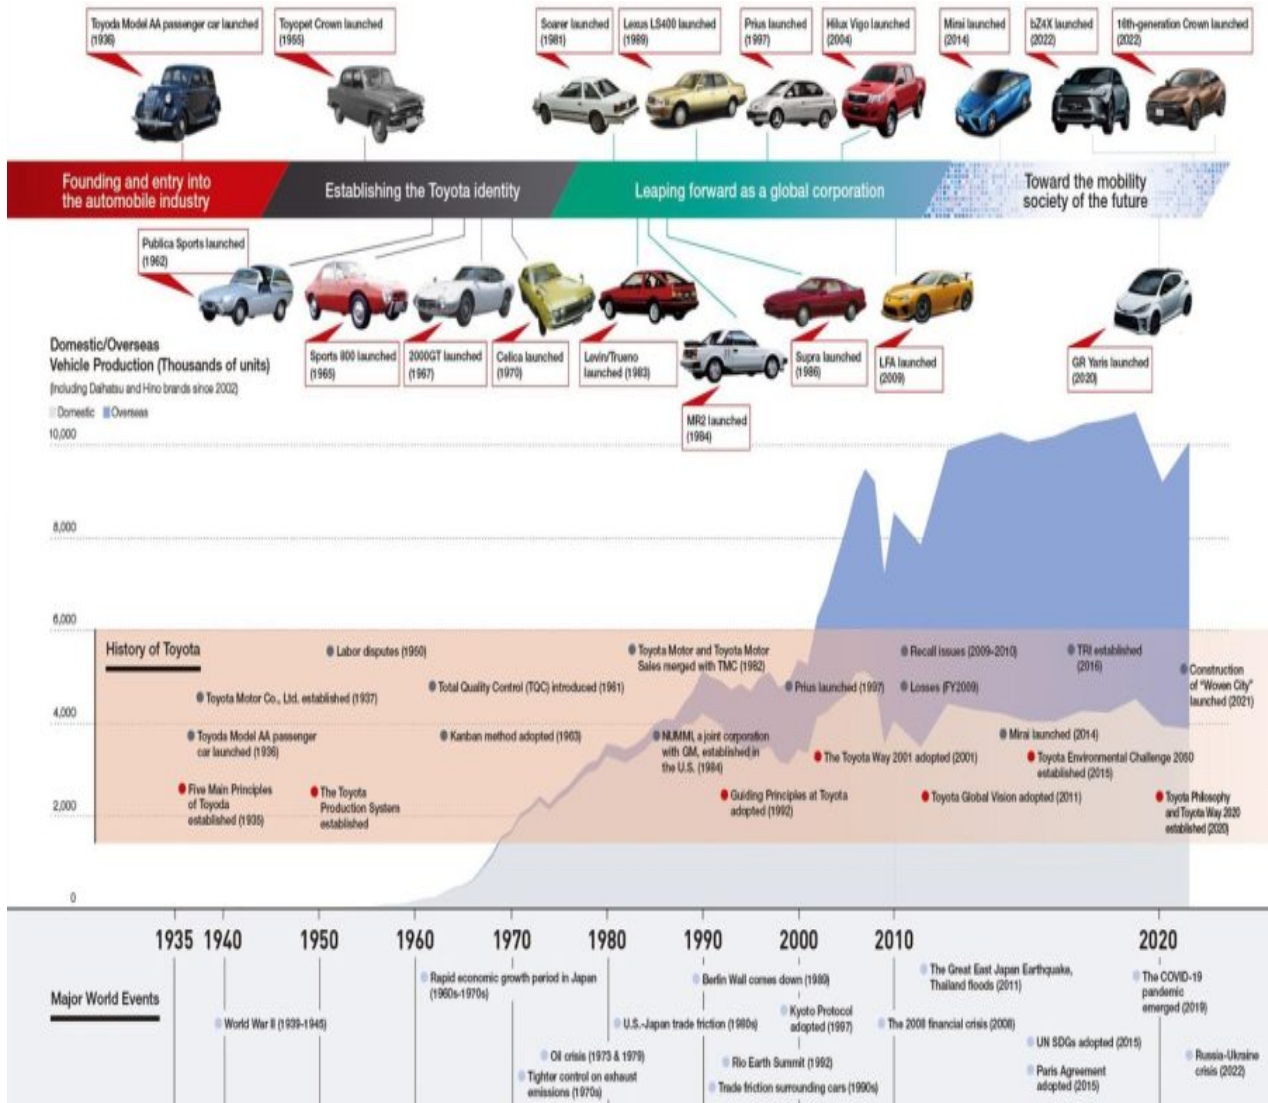 Toyoda Model AA passenger car launched
(1936)
Toyopet Crown launched
(1955)
Soarer launched
(1981)
Lexus LS400 launched
(1989)
Prius launched
(1997)
Hilux Vigo launched
(2004)
Mirai launched
(2014)
bZ4X launched
(2022)
16th-generation Crown launched
(2022)
Founding and entry into
the automobile industry
Establishing the Toyota identity
Leaping forward as a global corporation
Toward the mobility
society of the future
Publica Sports launched
(1962)
Sports 800 launched
(1965)
2000GT launched
(1967)
Celica launched
(1970)
Levin/Trueno
launched (1983)
MR2 launched
(1984)
Supra launched
(1986)
LFA launched
(2009)
GR Yaris launched
(2020)
Domestic/Overseas
Vehicle Production (Thousands of units)
(Including Daihatsu and Hino brands since 2002)
Domestic Overseas
10,000
8,000
6,000
4,000
2,000
0
History of Toyota
Labor disputes (1950)
Toyota Motor and Toyota Motor
Sales merged with TMC (1982)
Recall issues (2009-2010)
TRI established
(2016)
Toyota Motor Co., Ltd. established (1937)
Total Quality Control (TQC) introduced (1961)
Prius launched (1997)
Losses (FY2009)
Construction
of "Woven City"
launched (2021)
Toyoda Model AA passenger
car launched (1936)
Kanban method adopted (1963)
NUMMI, a joint corporation
with GM, established in
the U.S. (1984)
Mirai launched (2014)
The Toyota Way 2001 adopted (2001)
Toyota Environmental Challenge 2050
established (2015)
Five Main Principles
of Toyoda
established (1935)
The Toyota
Production System
established
Guiding Principles at Toyota
adopted (1992)
Toyota Global Vision adopted (2011)
Toyota Philosophy
and Toyota Way 2020
established (2020)
1935 1940 1950 1960 1970 1980 1990 2000 2010 2020
Major World Events
World War II (1939-1945)
Rapid economic growth period in Japan
(1960s-1970s)
Oil crisis (1973 & 1979)
Tighter control on exhaust
emissions (1970s)
U.S.-Japan trade friction (1980s)
Berlin Wall comes down (1989)
Kyoto Protocol
adopted (1997)
Rio Earth Summit (1992)
Trade friction surrounding cars (1990s)
The 2008 financial crisis (2008)
The Great East Japan Earthquake,
Thailand floods (2011)
UN SDGs adopted (2015)
Paris Agreement
adopted (2015)
The COVID-19
pandemic
emerged (2019)
Russia-Ukraine
crisis (2022)